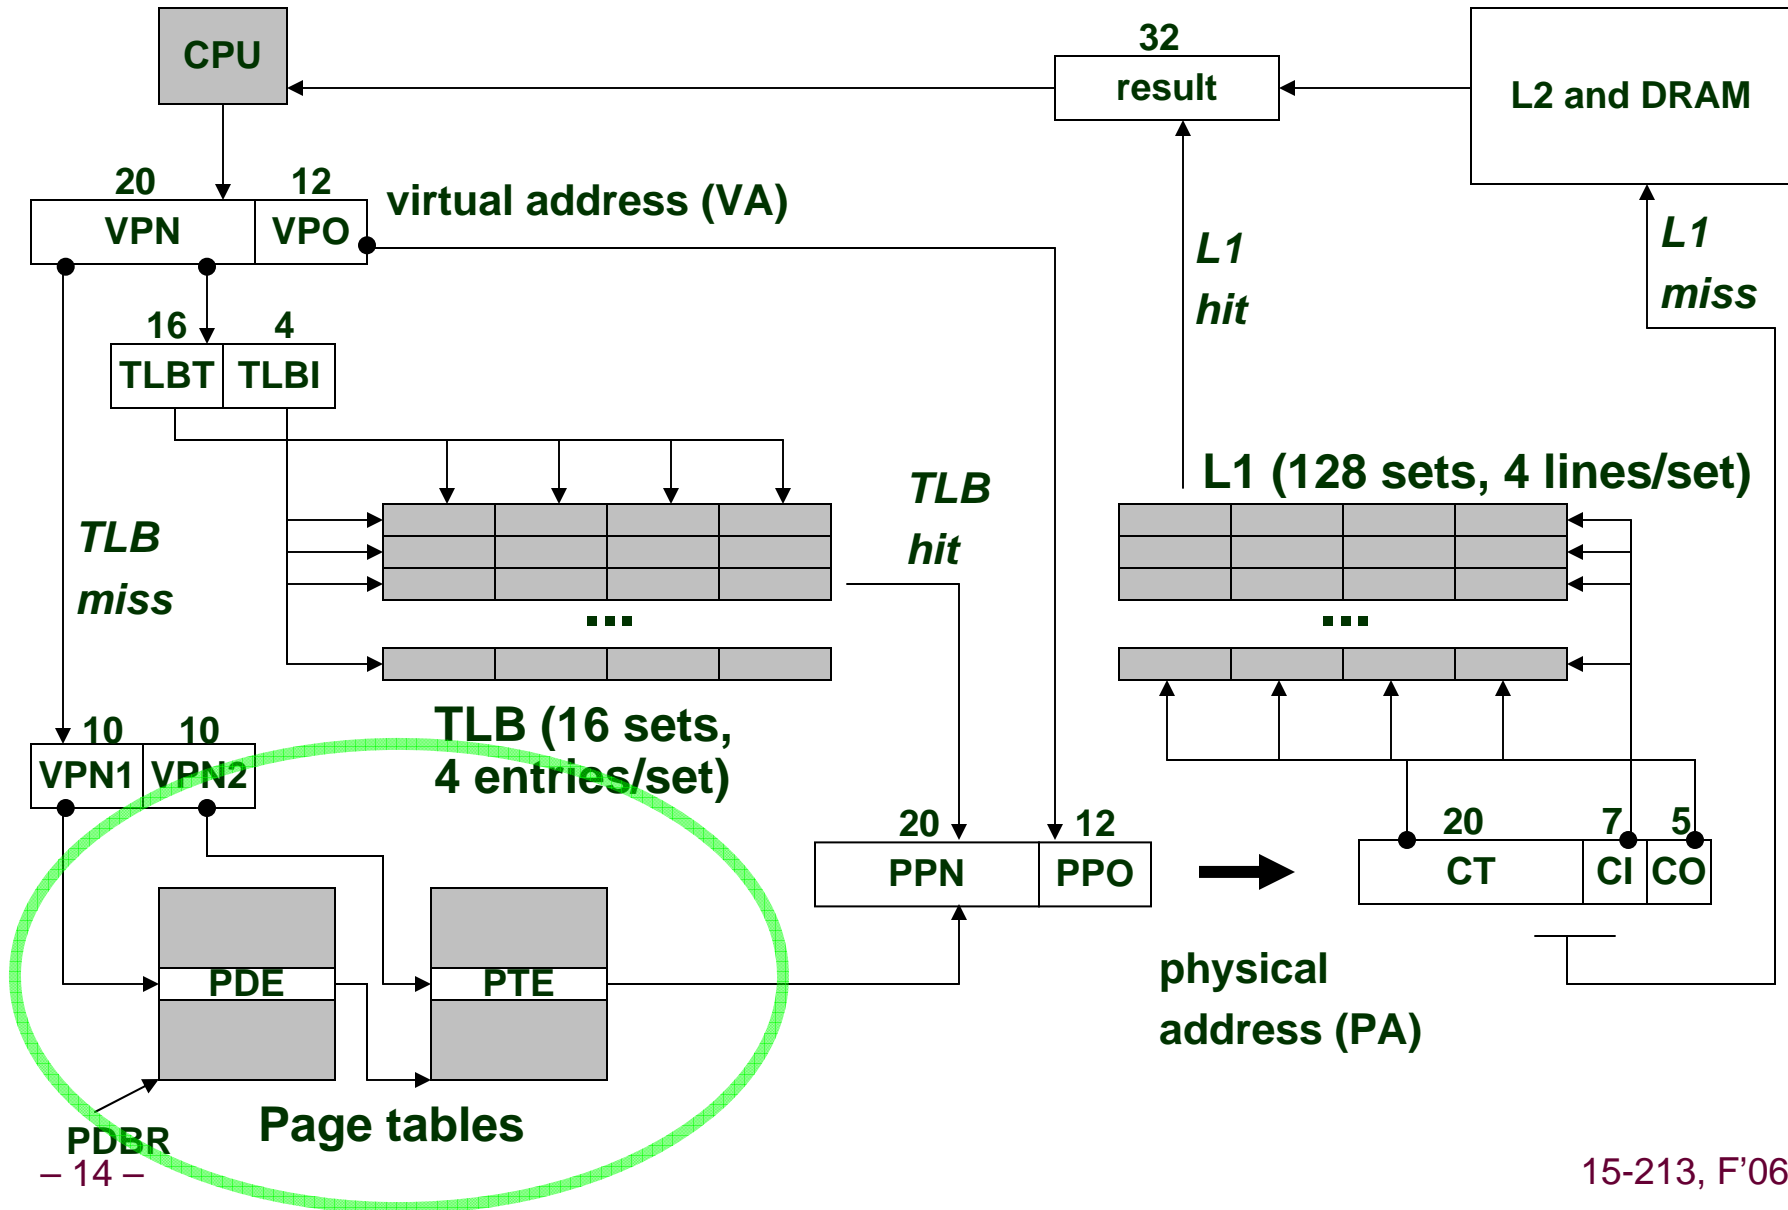 CPU
32
result
L2 and DRAM
20 12
VPN VPO
virtual address (VA)
L1
hit
L1
miss
16 4
TLBT TLBI
L1 (128 sets, 4 lines/set)
TLB
hit
TLB
miss
...
...
TLB (16 sets,
4 entries/set)
10 10
VPN1 VPN2
20 12
PPN PPO
20 7 5
CT CI CO
PDE
PTE
physical
address (PA)
Page tables
PDBR
– 14 –
15-213, F’06